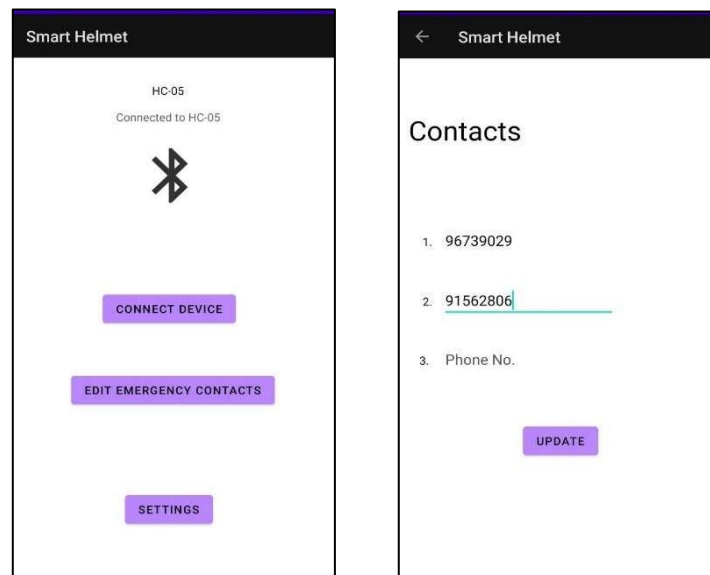 Smart Helmet
HC-05
Connected to HC-05
CONNECT DEVICE
EDIT EMERGENCY CONTACTS
SETTINGS
Smart Helmet
Contacts
1. 96739029
2. 91562806
3. Phone No.
UPDATE